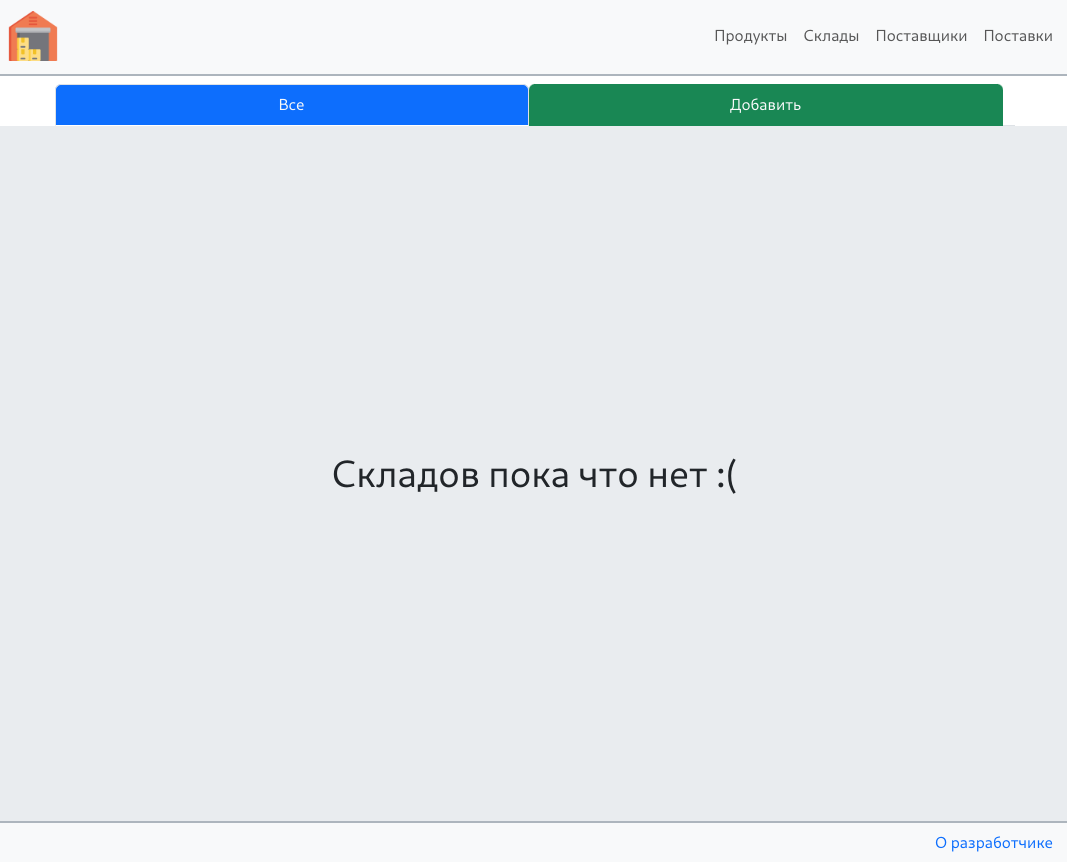 Продукты Склады Поставщики Поставки
Все Добавить
Складов пока что нет :(
О разработчике